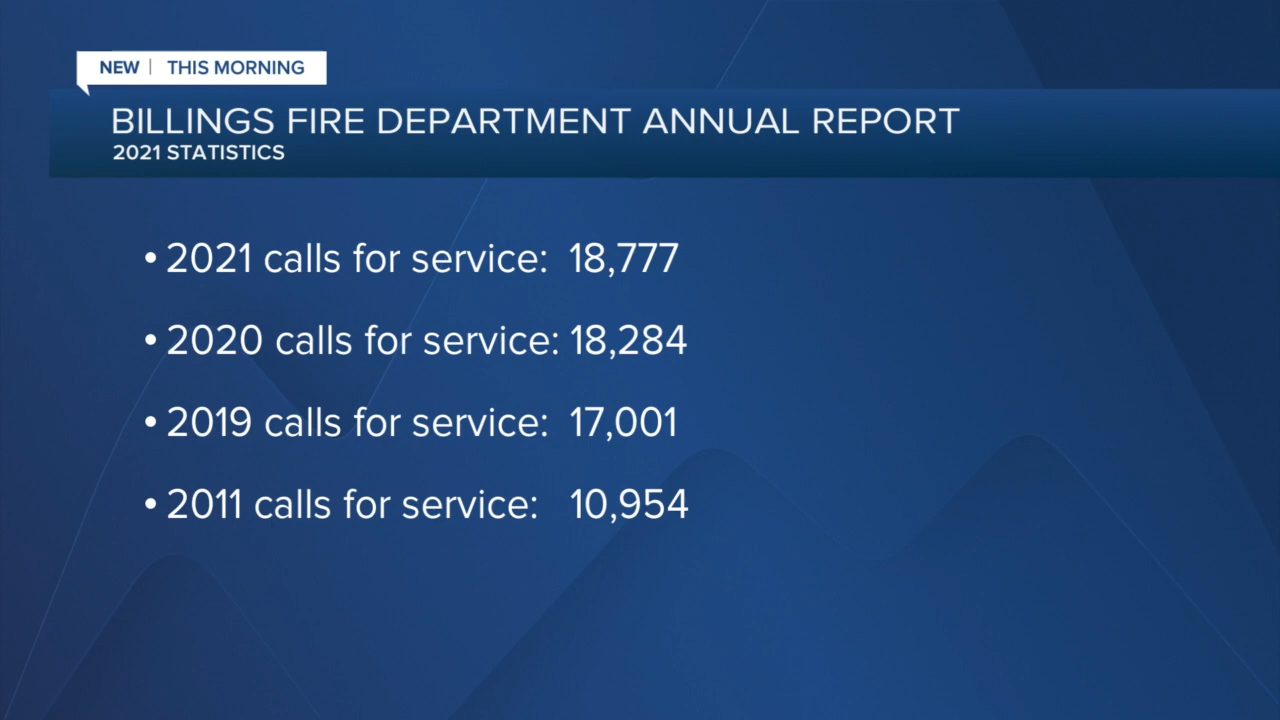 NEW | THIS MORNING
BILLINGS FIRE DEPARTMENT ANNUAL REPORT
2021 STATISTICS
• 2021 calls for service: 18,777
• 2020 calls for service: 18,284
• 2019 calls for service: 17,001
• 2011 calls for service: 10,954